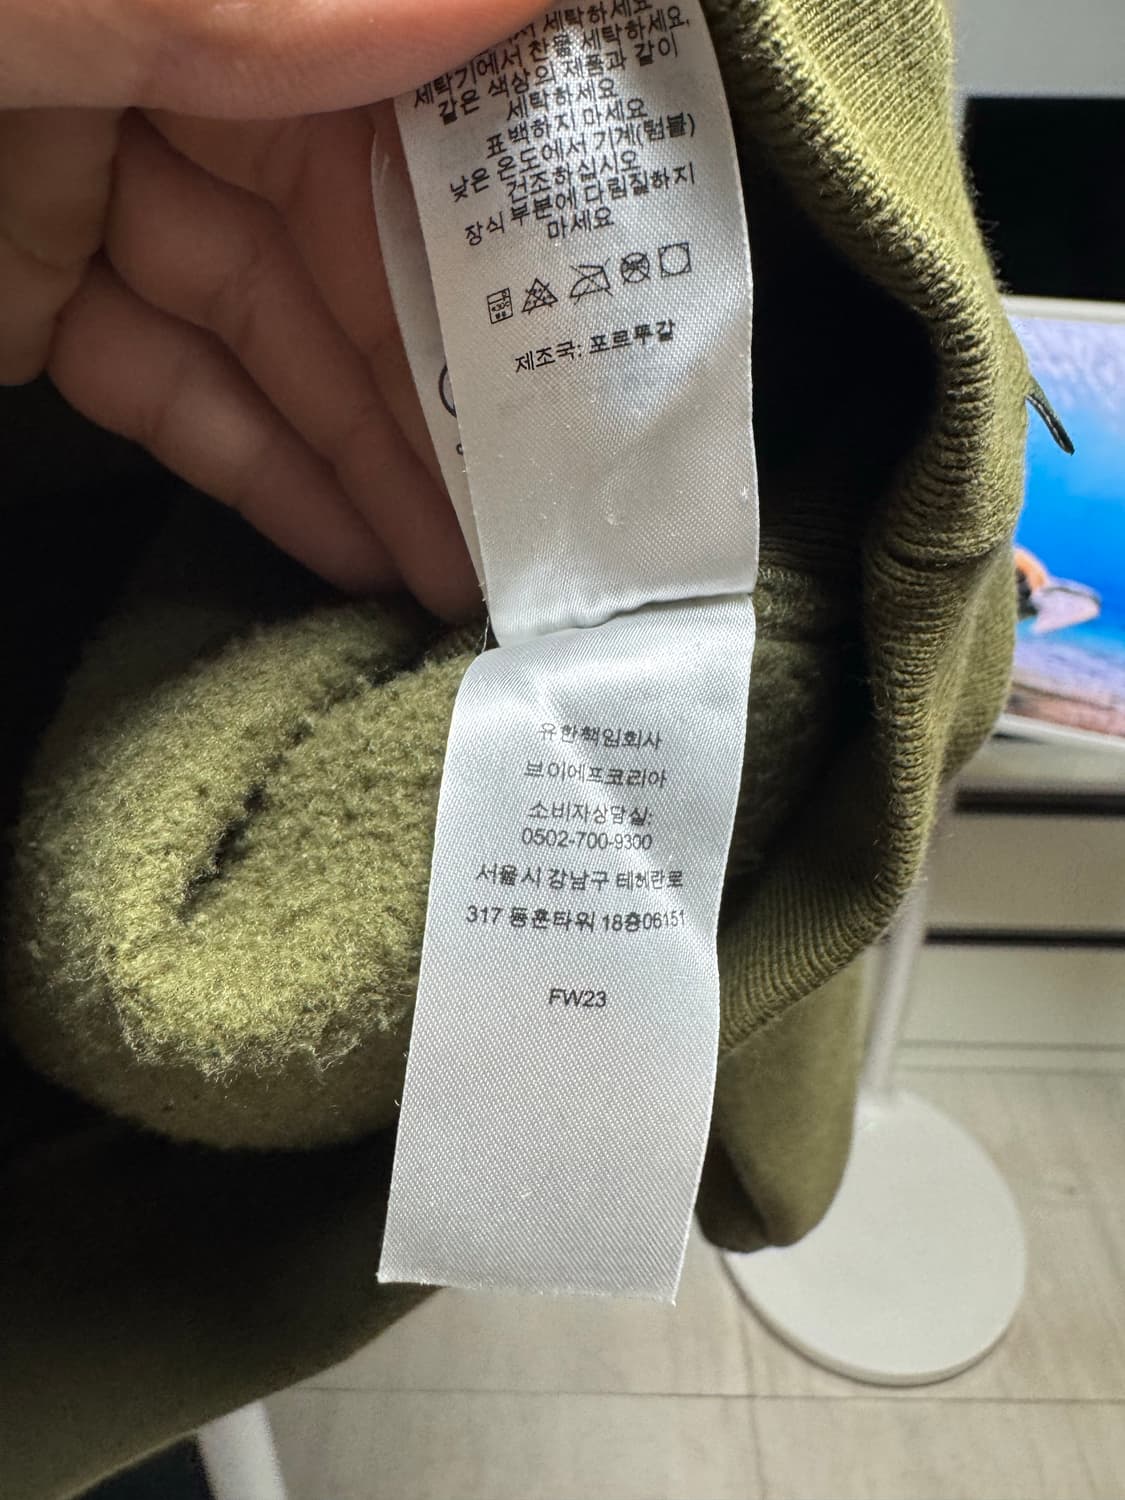 세탁하세요
세탁기에서 찬물 세탁하세요,
같은 색상의 제품과 같이
세탁하세요
표백하지 마세요
낮은 온도에서 기계(텀블)
건조하십시오
장식 부분에 다림질하지
마세요
제조국: 포르투갈
유한책임회사
브이에프코리아
소비자상담실:
0502-700-9300
서울시 강남구 테헤란로
317 동훈타워 18층06151
FW23